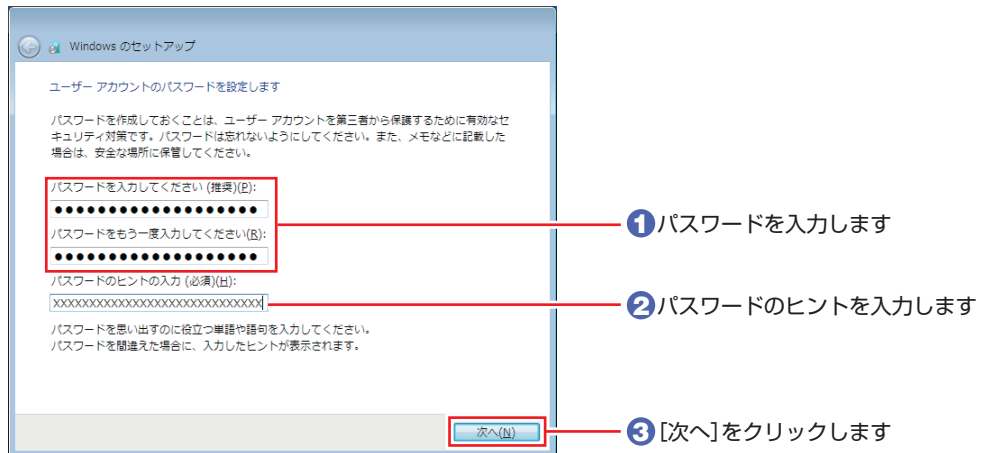 Windows のセットアップ
ユーザー アカウントのパスワードを設定します
パスワードを作成しておくことは、ユーザー アカウントを第三者から保護するために有効なセ
キュリティ対策です。パスワードは忘れないようにしてください。また、メモなどに記載した
場合は、安全な場所に保管してください。
パスワードを入力してください (推奨)(P):
●●●●●●●●●●●●●●●●●●●
❶パスワードを入力します
パスワードをもう一度入力してください(R):
●●●●●●●●●●●●●●●●●●●
パスワードのヒントの入力 (必須)(H):
XXXXXXXXXXXXXXXXXXXXXXXXXXXXX
❷パスワードのヒントを入力します
パスワードを思い出すのに役立つ単語や語句を入力してください。
パスワードを間違えた場合に、入力したヒントが表示されます。
次へ(N)
❸[次へ]をクリックします